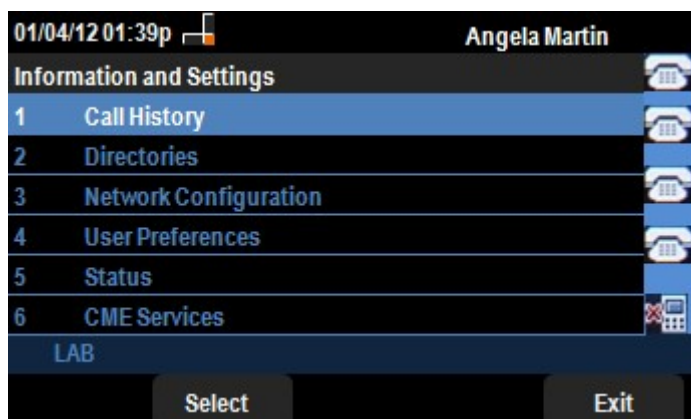 01/04/12 01:39p Angela Martin
Information and Settings
1 Call History
2 Directories
3 Network Configuration
4 User Preferences
5 Status
6 CME Services
LAB
Select Exit